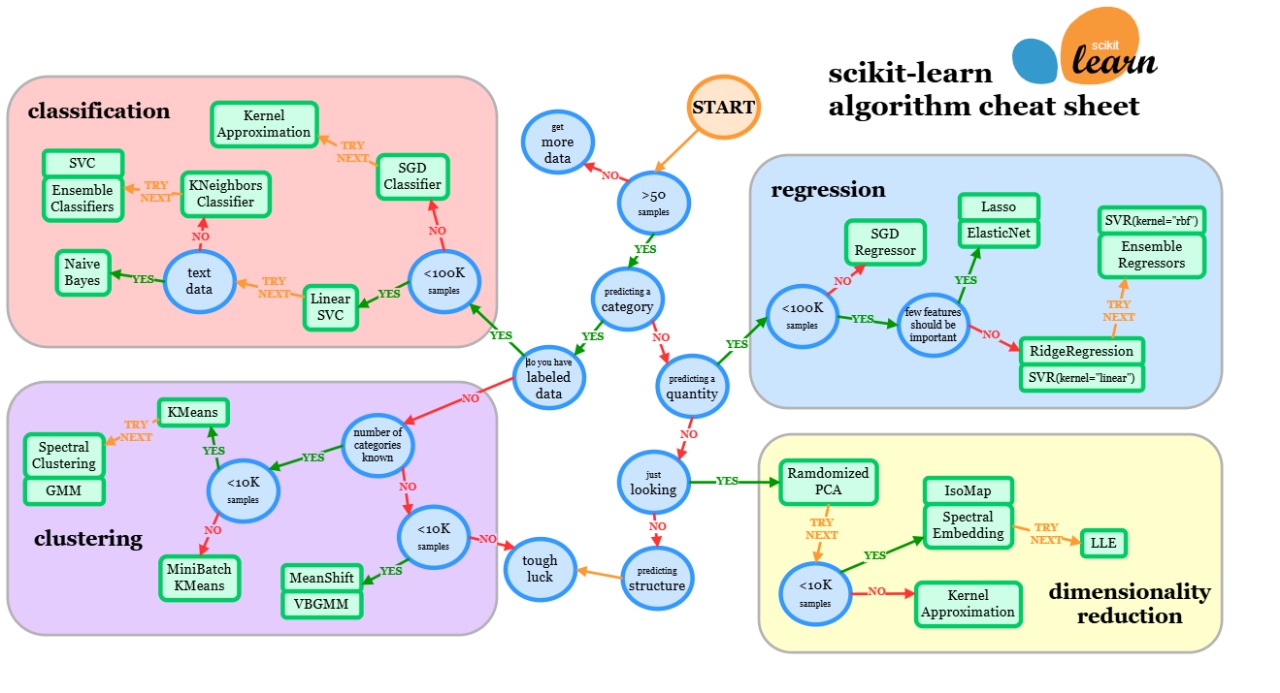 scikit-learn
algorithm cheat sheet
scikit
learn
START
get
more
data
NO
>50
samples
YES
predicting a
category
YES
NO
do you have
labeled
data
YES
NO
predicting a
quantity
YES
NO
just
looking
YES
NO
predicting
structure
tough
luck
classification
Kernel
Approximation
TRY
NEXT
SGD
Classifier
NO
<100K
samples
YES
Linear
SVC
TRY
NEXT
text
data
YES
Naive
Bayes
NO
KNeighbors
Classifier
TRY
NEXT
SVC
Ensemble
Classifiers
regression
<100K
samples
NO
SGD
Regressor
YES
few features
should be
important
YES
Lasso
ElasticNet
NO
RidgeRegression
SVR(kernel="linear")
TRY
NEXT
SVR(kernel="rbf")
Ensemble
Regressors
clustering
number of
categories
known
YES
<10K
samples
YES
KMeans
TRY
NEXT
Spectral
Clustering
GMM
NO
MiniBatch
KMeans
NO
<10K
samples
YES
MeanShift
VBGMM
NO
dimensionality
reduction
Randomized
PCA
TRY
NEXT
<10K
samples
YES
IsoMap
Spectral
Embedding
TRY
NEXT
LLE
NO
Kernel
Approximation